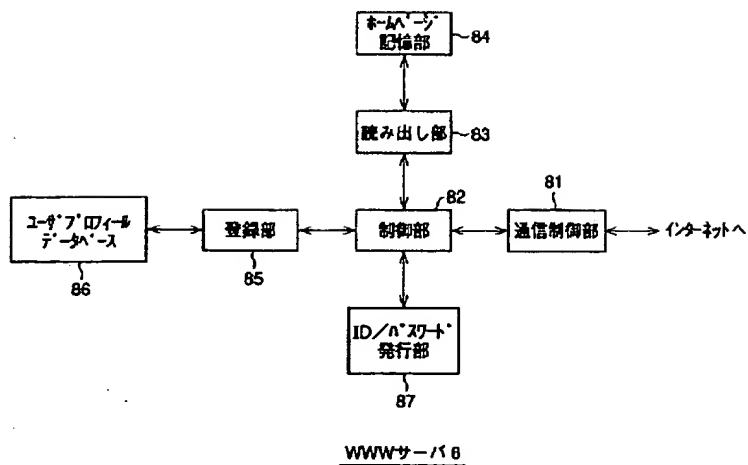 ホームページ
記憶部
84
読み出し部
83
ユーザプロフィール
データベース
86
登録部
85
制御部
82
通信制御部
81
インターネットへ
ID/パスワード
発行部
87
WWWサーバ6